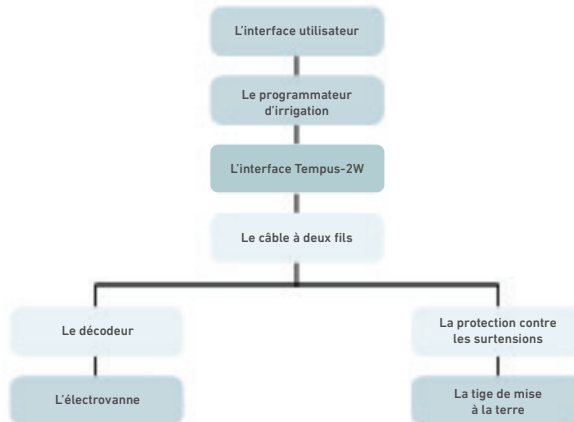 L'interface utilisateur
Le programmateur
d'irrigation
L'interface Tempus-2W
Le câble à deux fils
Le décodeur
La protection contre
les surtensions
L'électrovanne
La tige de mise
à la terre